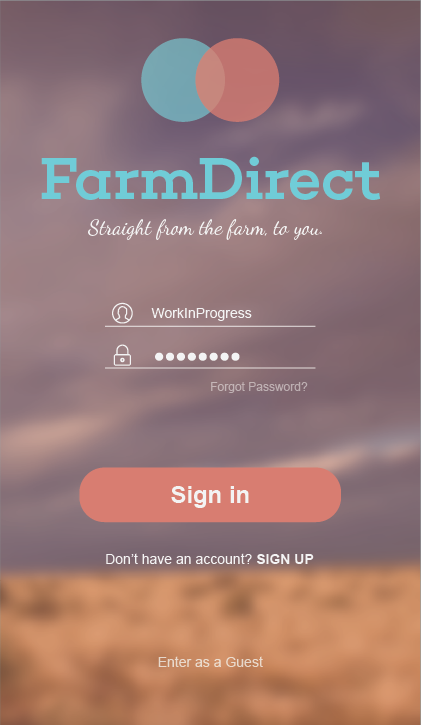 FarmDirect
Straight from the farm, to you.
WorkInProgress
●●●●●●●●
Forgot Password?
Sign in
Don't have an account? SIGN UP
Enter as a Guest